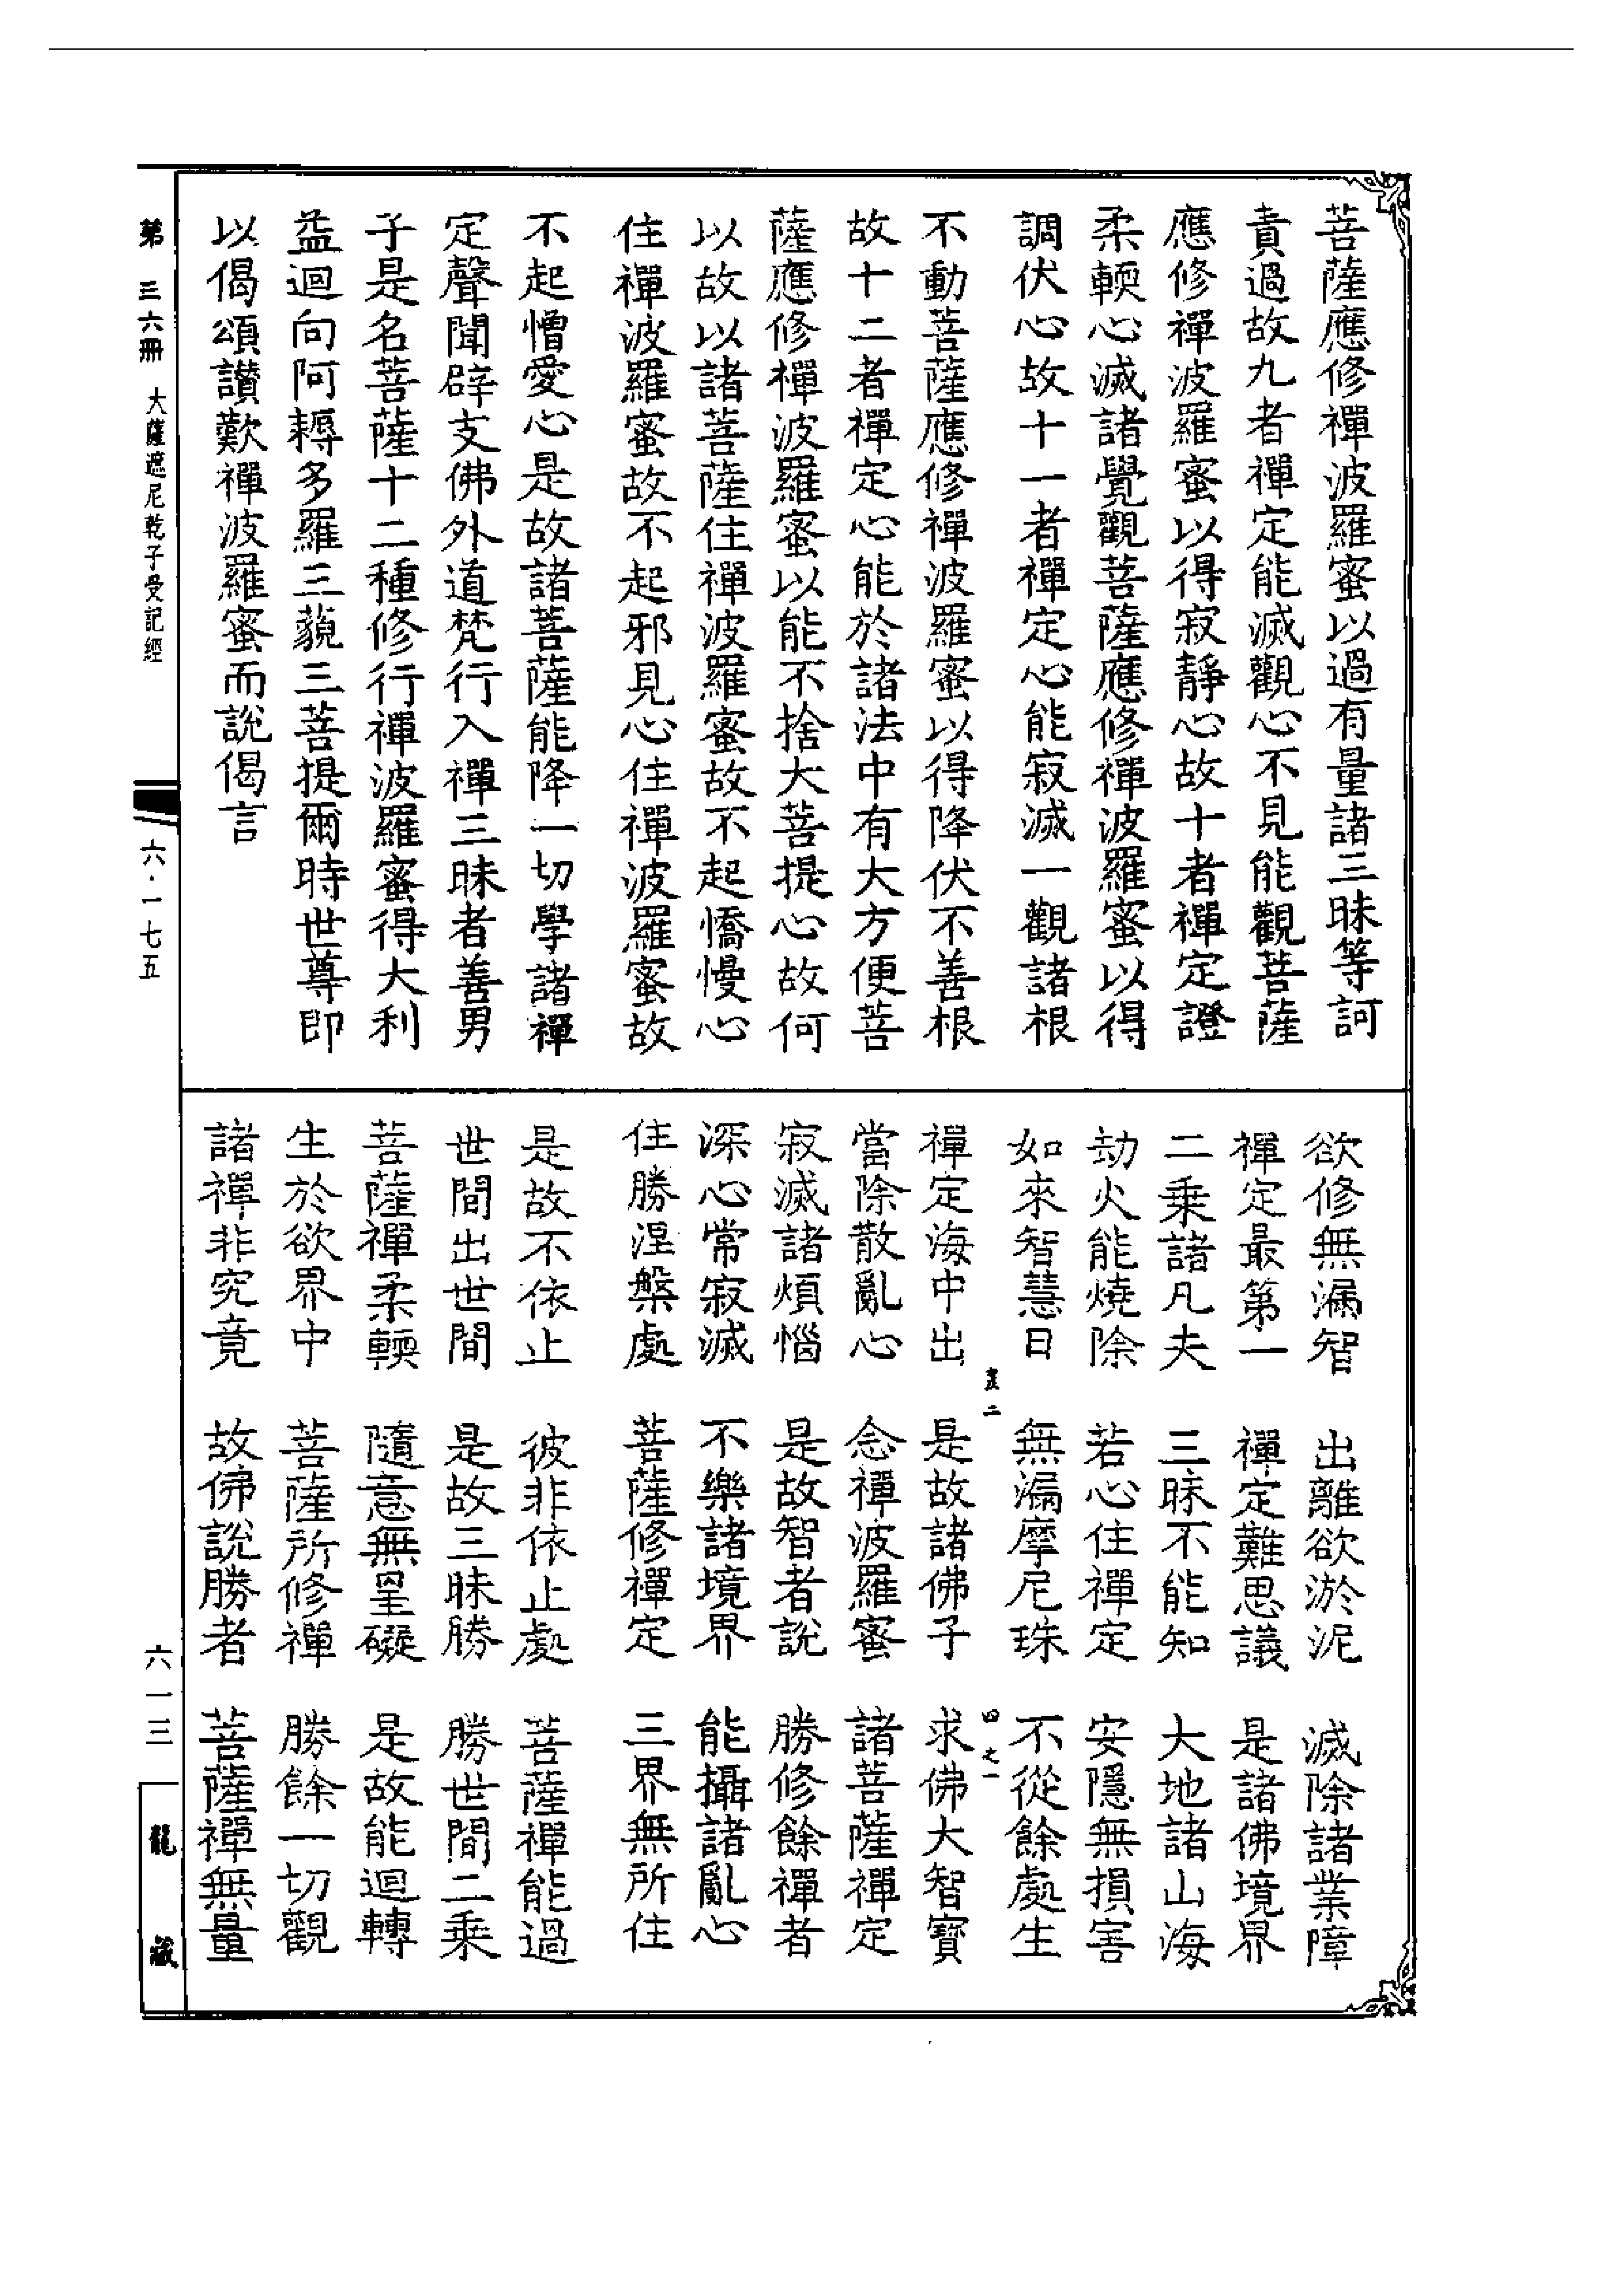 菩薩應修禪波羅蜜以過有量諸三昧等訶
責過故九者禪定能滅觀心不見能觀菩薩
應修禪波羅蜜以得寂靜心故十者禪定證
柔輭心滅諸覺觀菩薩應修禪波羅蜜以得
調伏心故十一者禪定心能寂滅一觀諸根
不動菩薩應修禪波羅蜜以得降伏不善根
故十二者禪定心能於諸法中有大方便菩
薩應修禪波羅蜜以能不捨大菩提心故何
以故以諸菩薩住禪波羅蜜故不起憍慢心
住禪波羅蜜故不起邪見心住禪波羅蜜故
不起憎愛心是故諸菩薩能降一切學諸禪
定聲聞辟支佛外道梵行入禪三昧者善男
子是名菩薩十二種修行禪波羅蜜得大利
益迴向阿耨多羅三藐三菩提爾時世尊即
以偈頌讚歎禪波羅蜜而說偈言
欲修無漏智　出離欲淤泥　滅除諸業障
禪定最第一　禪定難思議　是諸佛境界
二乗諸凡夫　三昧不能知　大地諸山海
劫火能燒除　若心住禪定　安隱無損害
如來智慧日　無漏摩尼珠　不從餘處生
禪定海中出　是故諸佛子　求佛大智寶
當除散亂心　念禪波羅蜜　諸菩薩禪定
寂滅諸煩惱　是故智者說　勝修餘禪者
深心常寂滅　不樂諸境界　能攝諸亂心
住勝涅槃處　菩薩修禪定　三界無所住
是故不依止　彼非依止處　菩薩禪能過
世間出世間　是故三昧勝　勝世間二乗
菩薩禪柔輭　隨意無罣礙　是故能迴轉
生於欲界中　菩薩所修禪　勝餘一切觀
諸禪非究竟　故佛說勝者　菩薩禪無量
二
四之一
第三六冊　大薩遮尼乾子受記經
六·一七五
六一三
龍藏